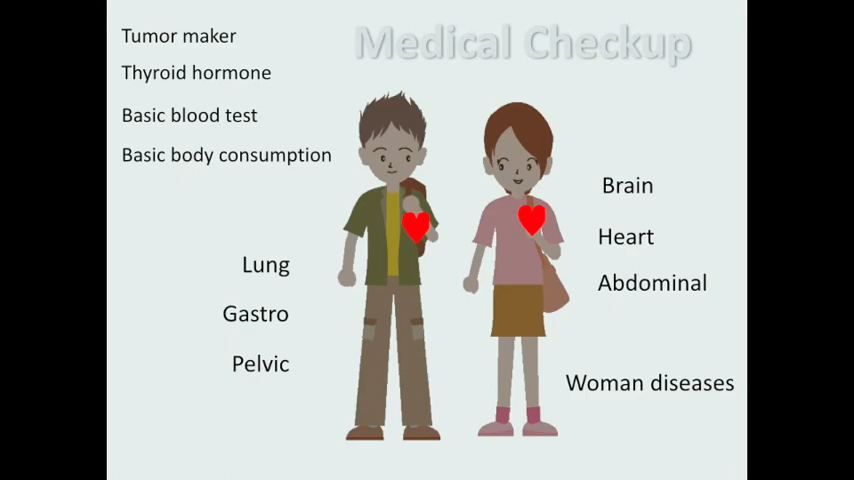 Medical Checkup
Tumor maker
Thyroid hormone
Basic blood test
Basic body consumption
Lung
Gastro
Pelvic
Brain
Heart
Abdominal
Woman diseases